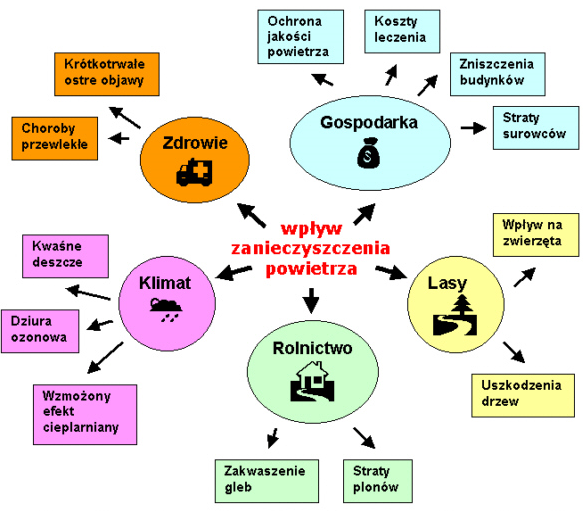 Ochrona
jakości
powietrza
Koszty
leczenia
Zniszczenia
budynków
Straty
surowców
Gospodarka
$
Krótkotrwałe
ostre objawy
Choroby
przewlekłe
Zdrowie
wpływ
zanieczyszczenia
powietrza
Wpływ na
zwierzęta
Lasy
Uszkodzenia
drzew
Kwaśne
deszcze
Klimat
Dziura
ozonowa
Wzmożony
efekt
cieplarniany
Rolnictwo
Zakwaszenie
gleb
Straty
plonów